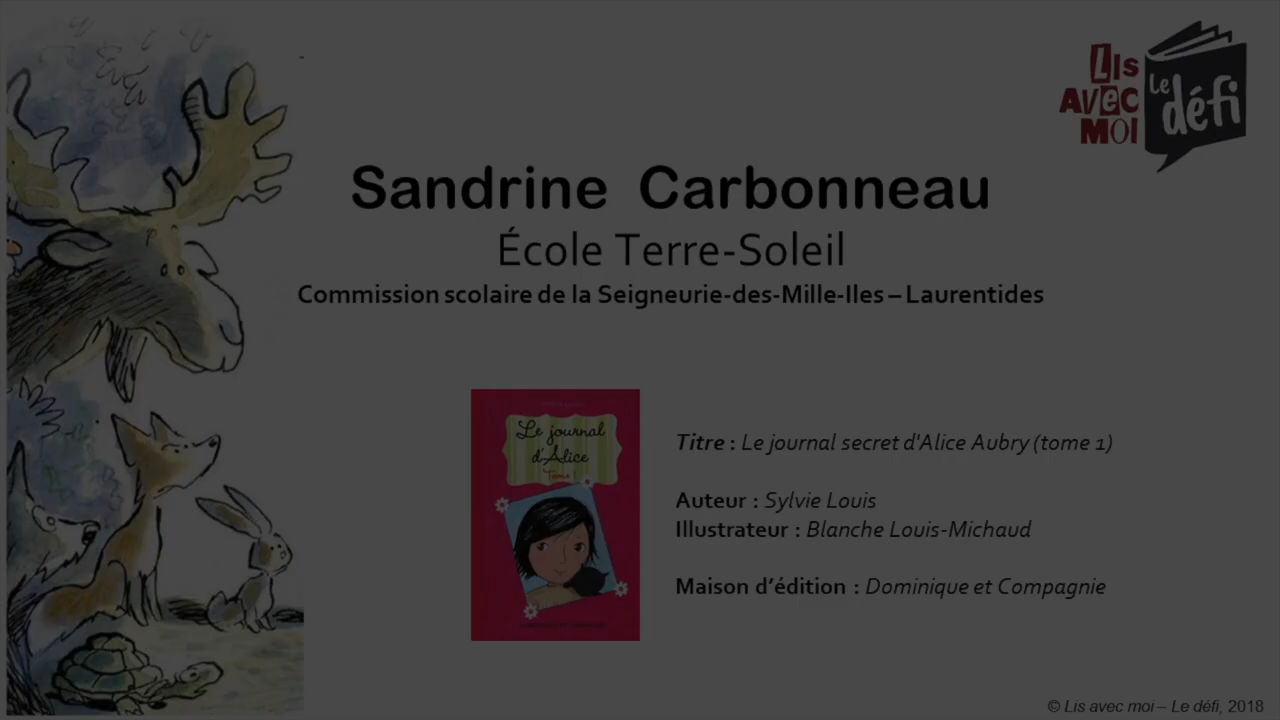 LIS
AVEC
MOI
Le
défi
Sandrine Carbonneau
École Terre-Soleil
Commission scolaire de la Seigneurie-des-Mille-Iles – Laurentides
Le journal
d'Alice
Tome 1
Titre : Le journal secret d'Alice Aubry (tome 1)
Auteur : Sylvie Louis
Illustrateur : Blanche Louis-Michaud
Maison d’édition : Dominique et Compagnie
© Lis avec moi – Le défi, 2018